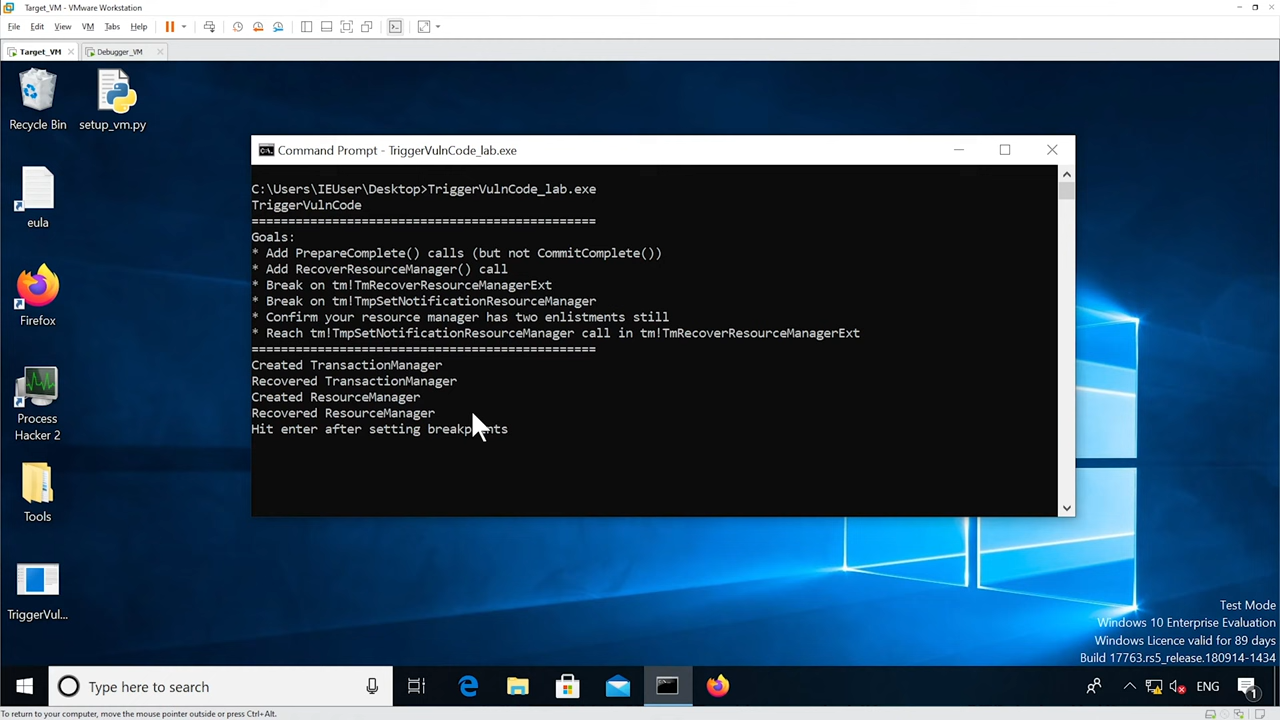 Target_VM - VMware Workstation
File Edit View VM Tabs Help
Target_VM Debugger_VM
Recycle Bin
setup_vm.py
eula
Firefox
Process
Hacker 2
Tools
TriggerVul...
Command Prompt - TriggerVulnCode_lab.exe
C:\Users\IEUser\Desktop>TriggerVulnCode_lab.exe
TriggerVulnCode
===============================================
Goals:
* Add PrepareComplete() calls (but not CommitComplete())
* Add RecoverResourceManager() call
* Break on tm!TmRecoverResourceManagerExt
* Break on tm!TmpSetNotificationResourceManager
* Confirm your resource manager has two enlistments still
* Reach tm!TmpSetNotificationResourceManager call in tm!TmRecoverResourceManagerExt
===============================================
Created TransactionManager
Recovered TransactionManager
Created ResourceManager
Recovered ResourceManager
Hit enter after setting breakpoints
Test Mode
Windows 10 Enterprise Evaluation
Windows Licence valid for 89 days
Build 17763.rs5_release.180914-1434
Type here to search
ENG
1
To return to your computer, move the mouse pointer outside or press Ctrl+Alt.